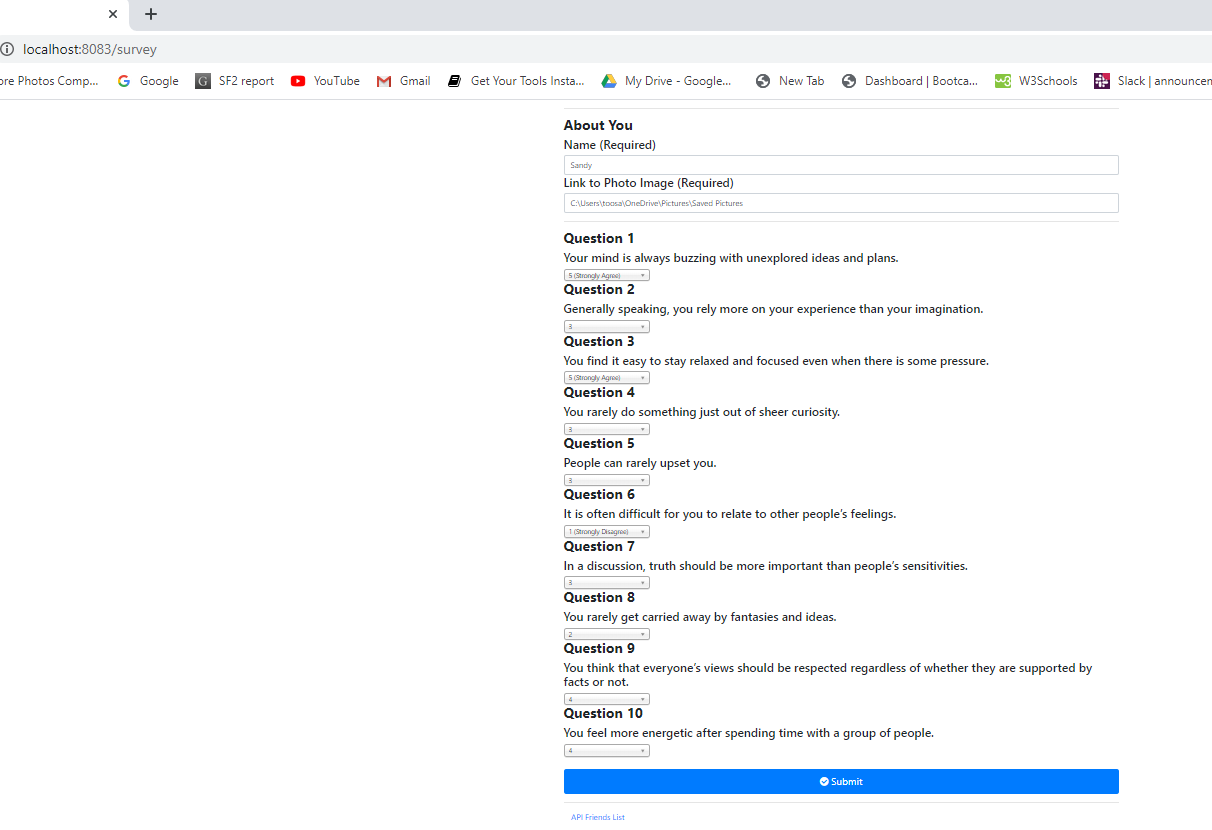 localhost:8083/survey
ore Photos Comp... Google SF2 report YouTube Gmail Get Your Tools Insta... My Drive - Google... New Tab Dashboard | Bootca... W3Schools Slack | announcen
About You
Name (Required)
Sandy
Link to Photo Image (Required)
C:\Users\toosa\OneDrive\Pictures\Saved Pictures
Question 1
Your mind is always buzzing with unexplored ideas and plans.
5 (Strongly Agree)
Question 2
Generally speaking, you rely more on your experience than your imagination.
3
Question 3
You find it easy to stay relaxed and focused even when there is some pressure.
5 (Strongly Agree)
Question 4
You rarely do something just out of sheer curiosity.
3
Question 5
People can rarely upset you.
3
Question 6
It is often difficult for you to relate to other people’s feelings.
1 (Strongly Disagree)
Question 7
In a discussion, truth should be more important than people’s sensitivities.
3
Question 8
You rarely get carried away by fantasies and ideas.
2
Question 9
You think that everyone’s views should be respected regardless of whether they are supported by
facts or not.
4
Question 10
You feel more energetic after spending time with a group of people.
4
Submit
API Friends List